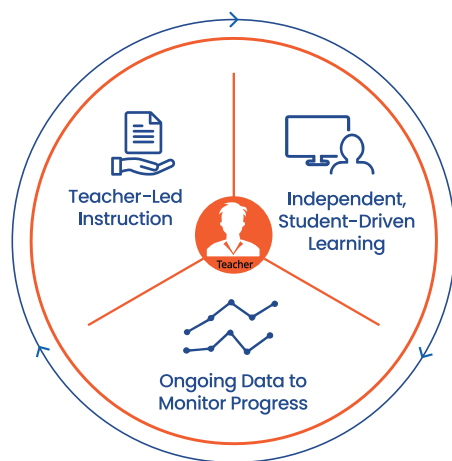 Teacher-Led
Instruction
Independent,
Student-Driven
Learning
Teacher
Ongoing Data to
Monitor Progress